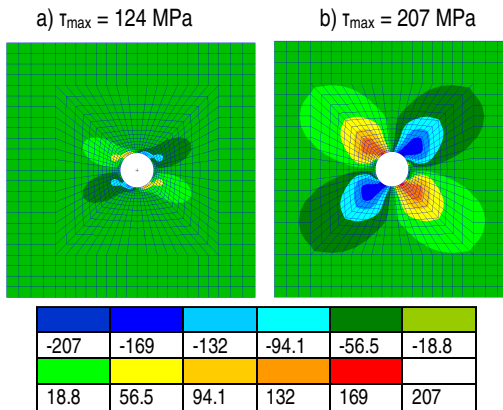 a) τmax = 124 MPa
b) τmax = 207 MPa
-207 -169 -132 -94.1 -56.5 -18.8
18.8 56.5 94.1 132 169 207